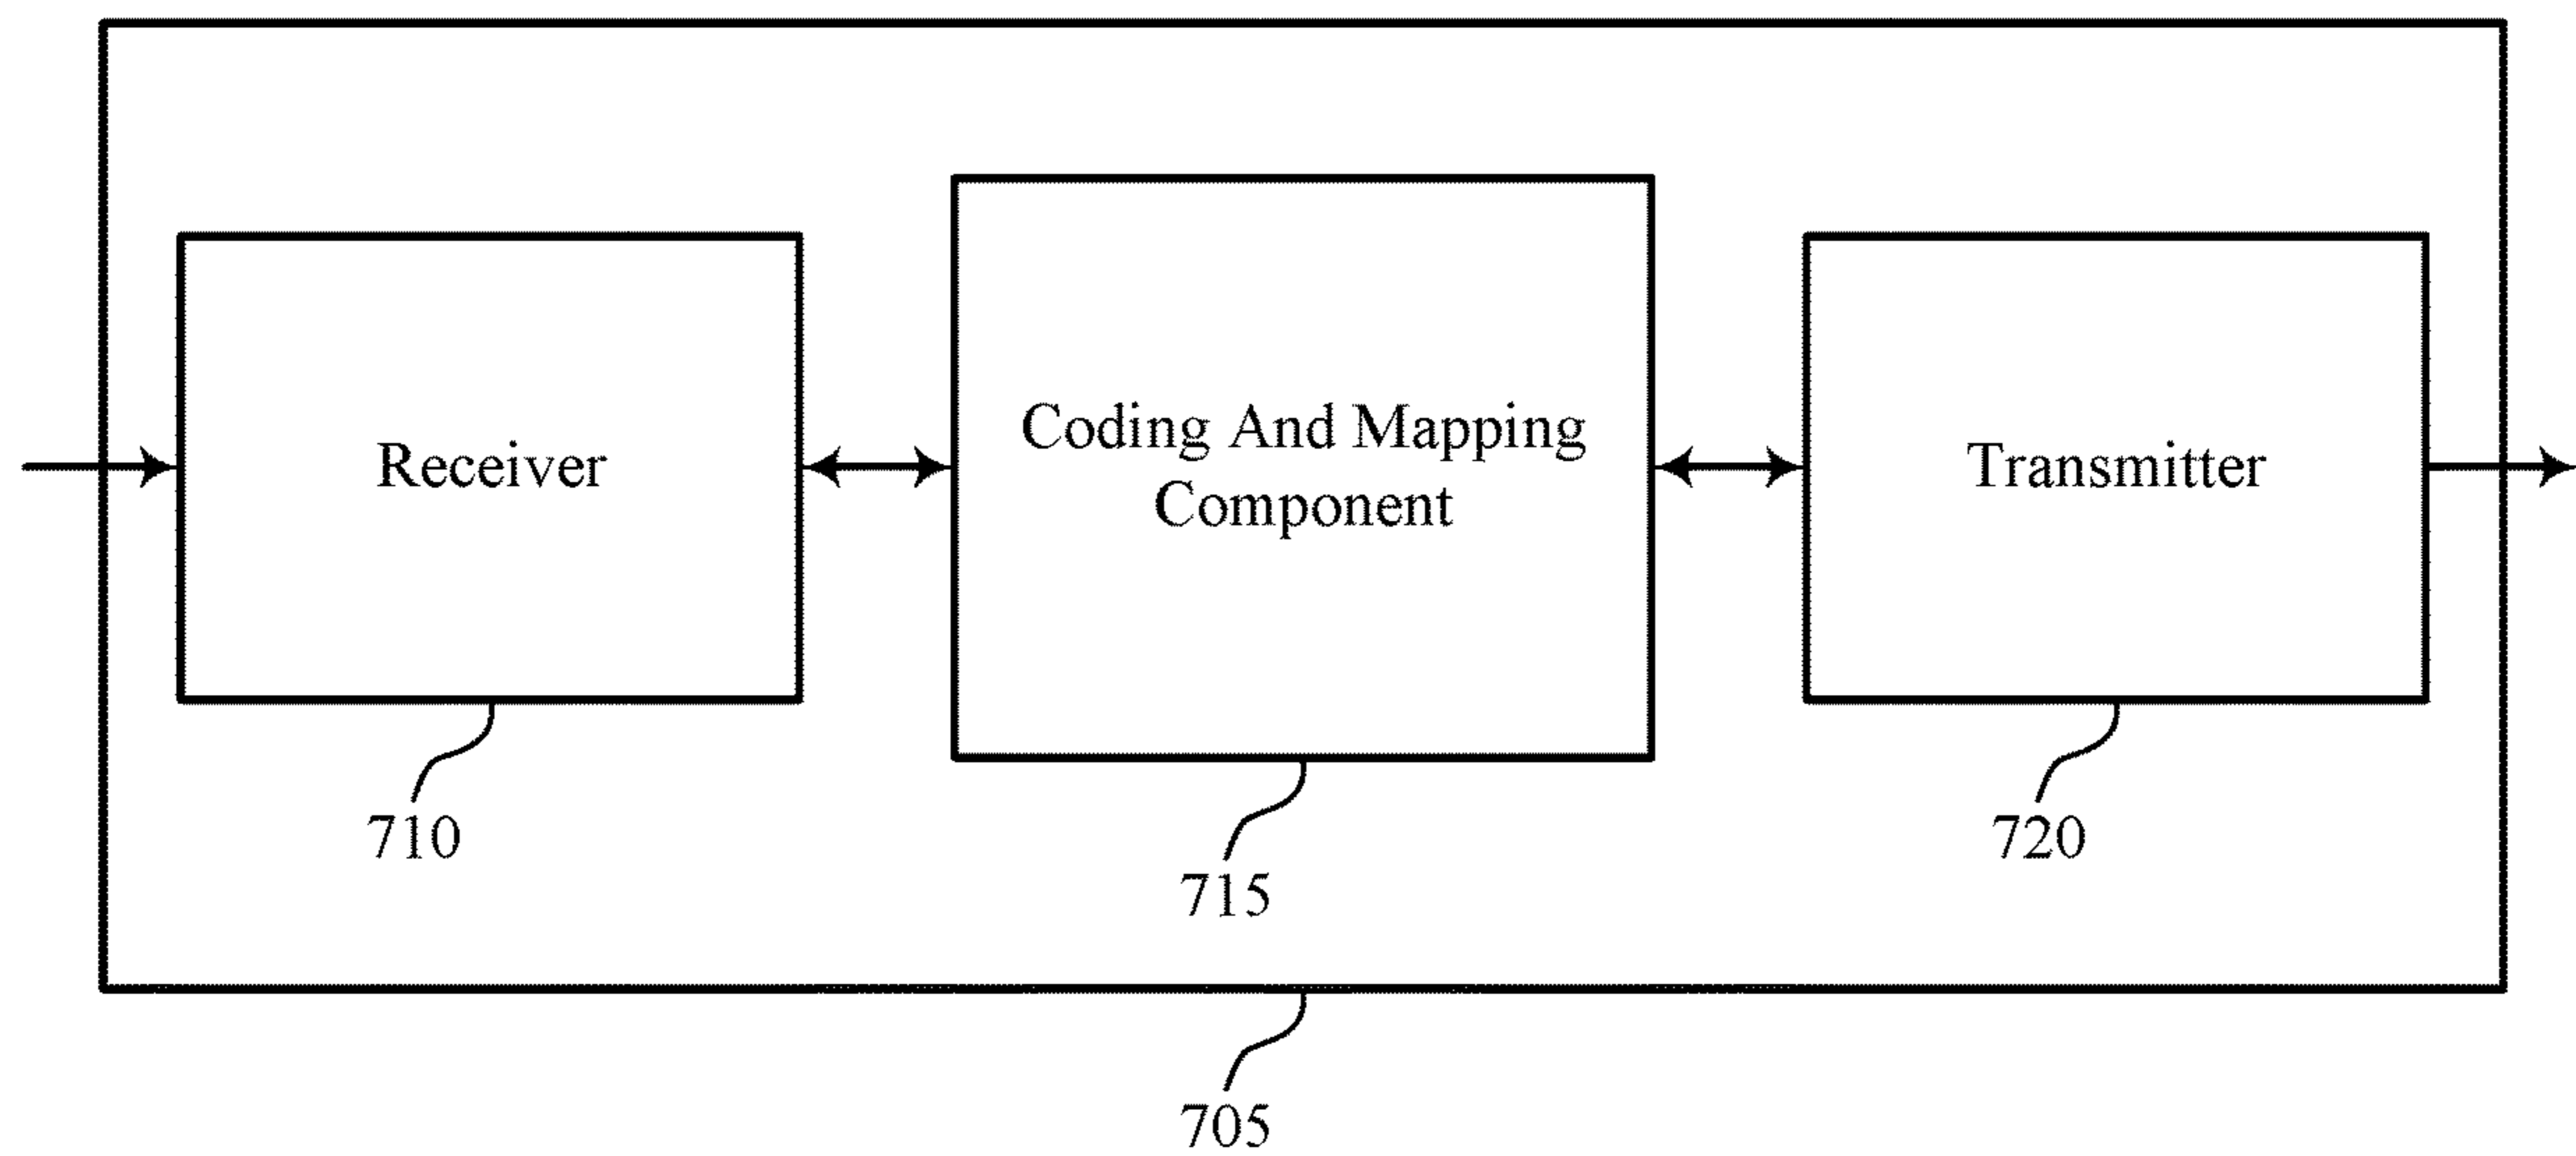 Receiver
Coding And Mapping
Component
Transmitter
710
715
720
705